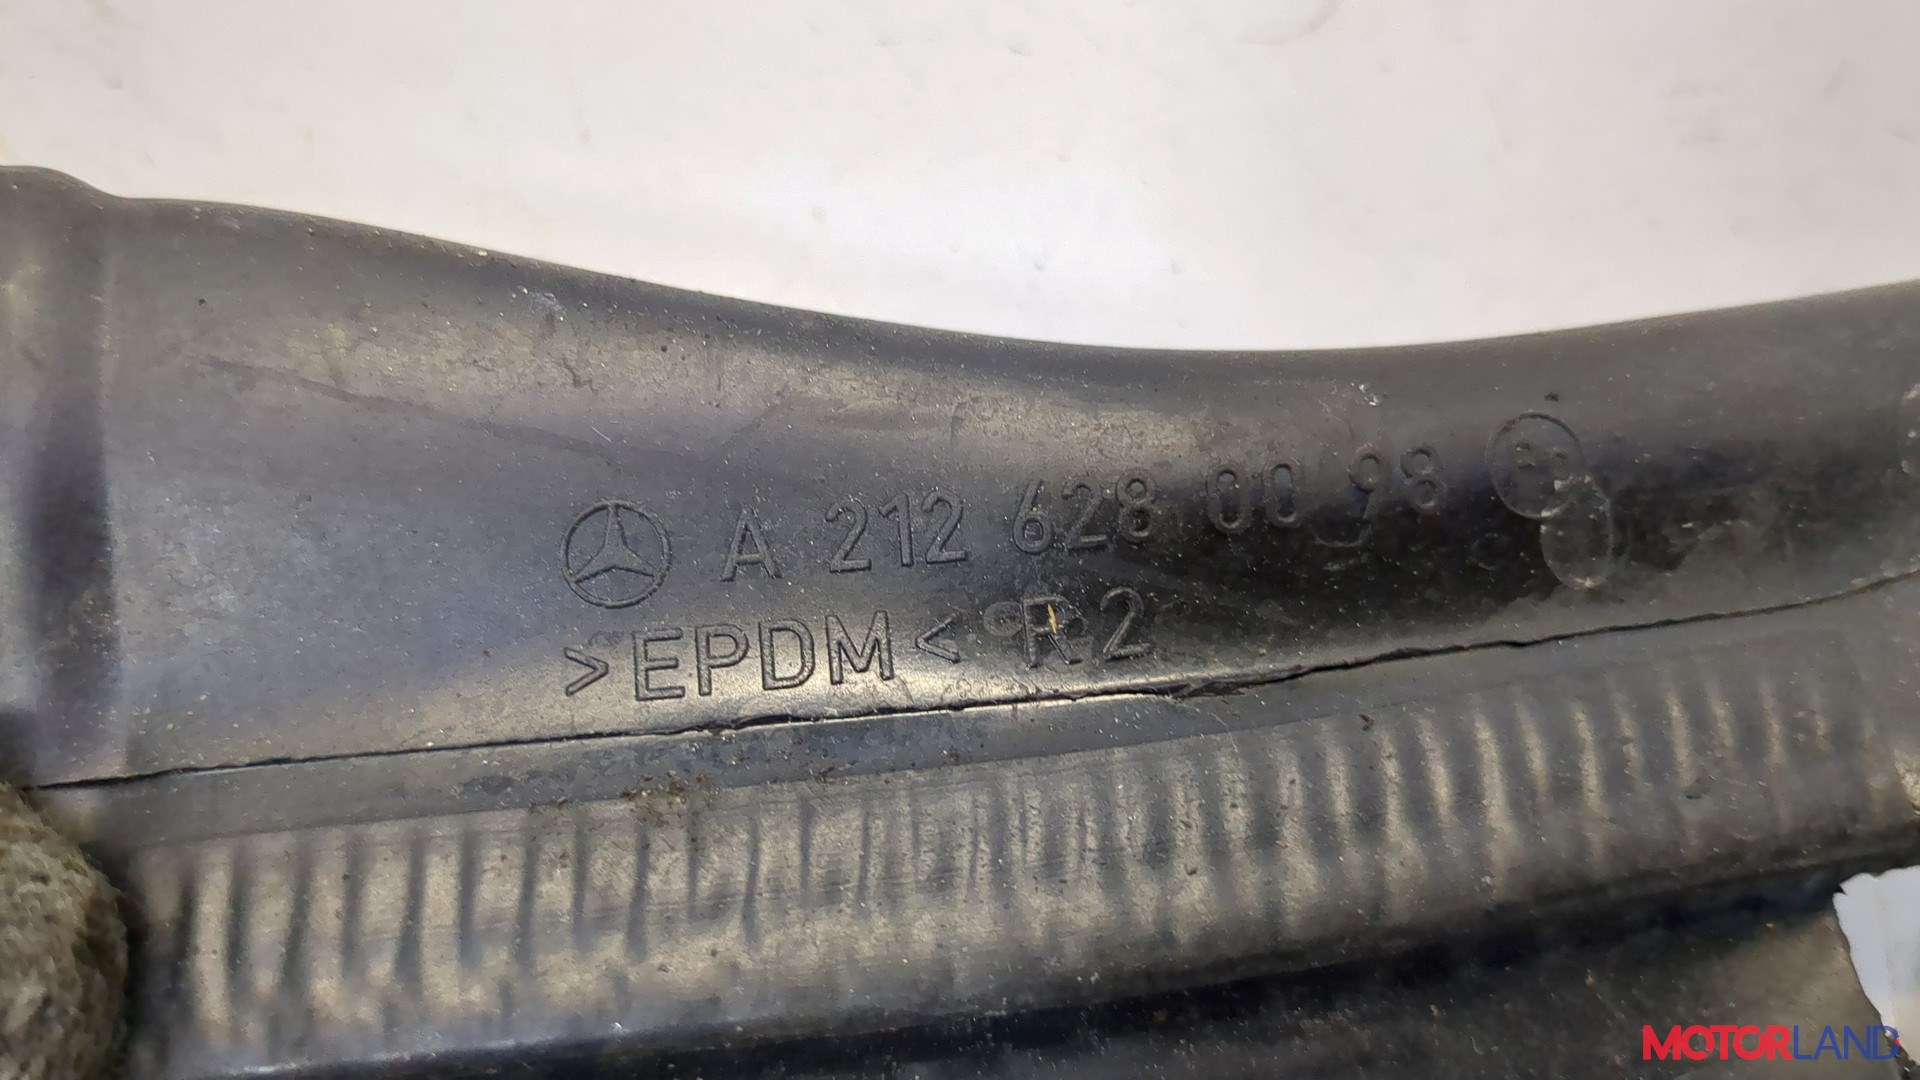 A 212 628 00 98
>EPDM< R2
MOTORLAND